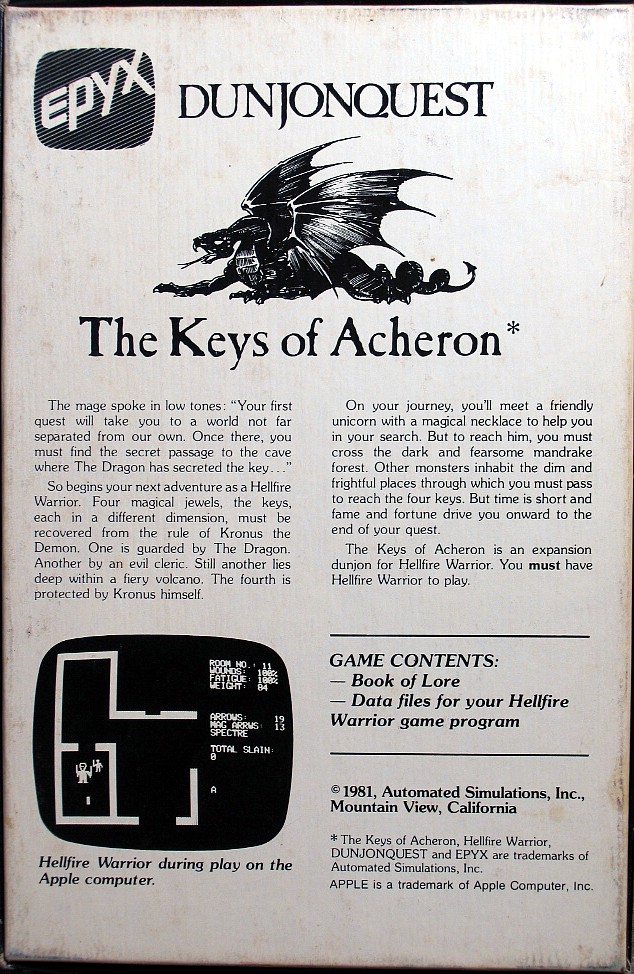 EPYX
DUNJONQUEST
The Keys of Acheron*
The mage spoke in low tones: "Your first
quest will take you to a world not far
separated from our own. Once there, you
must find the secret passage to the cave
where The Dragon has secreted the key..."
So begins your next adventure as a Hellfire
Warrior. Four magical jewels, the keys,
each in a different dimension, must be
recovered from the rule of Kronus the
Demon. One is guarded by The Dragon.
Another by an evil cleric. Still another lies
deep within a fiery volcano. The fourth is
protected by Kronus himself.
On your journey, you'll meet a friendly
unicorn with a magical necklace to help you
in your search. But to reach him, you must
cross the dark and fearsome mandrake
forest. Other monsters inhabit the dim and
frightful places through which you must pass
to reach the four keys. But time is short and
fame and fortune drive you onward to the
end of your quest.
The Keys of Acheron is an expansion
dunjon for Hellfire Warrior. You must have
Hellfire Warrior to play.
ROOM NO.: 11
WOUNDS: 100%
FATIGUE: 100%
WEIGHT: 84
ARROWS: 19
MAG ARRWS: 13
SPECTRE
TOTAL SLAIN:
0
A
Hellfire Warrior during play on the
Apple computer.
GAME CONTENTS:
— Book of Lore
— Data files for your Hellfire
Warrior game program
©1981, Automated Simulations, Inc.,
Mountain View, California
* The Keys of Acheron, Hellfire Warrior,
DUNJONQUEST and EPYX are trademarks of
Automated Simulations, Inc.
APPLE is a trademark of Apple Computer, Inc.